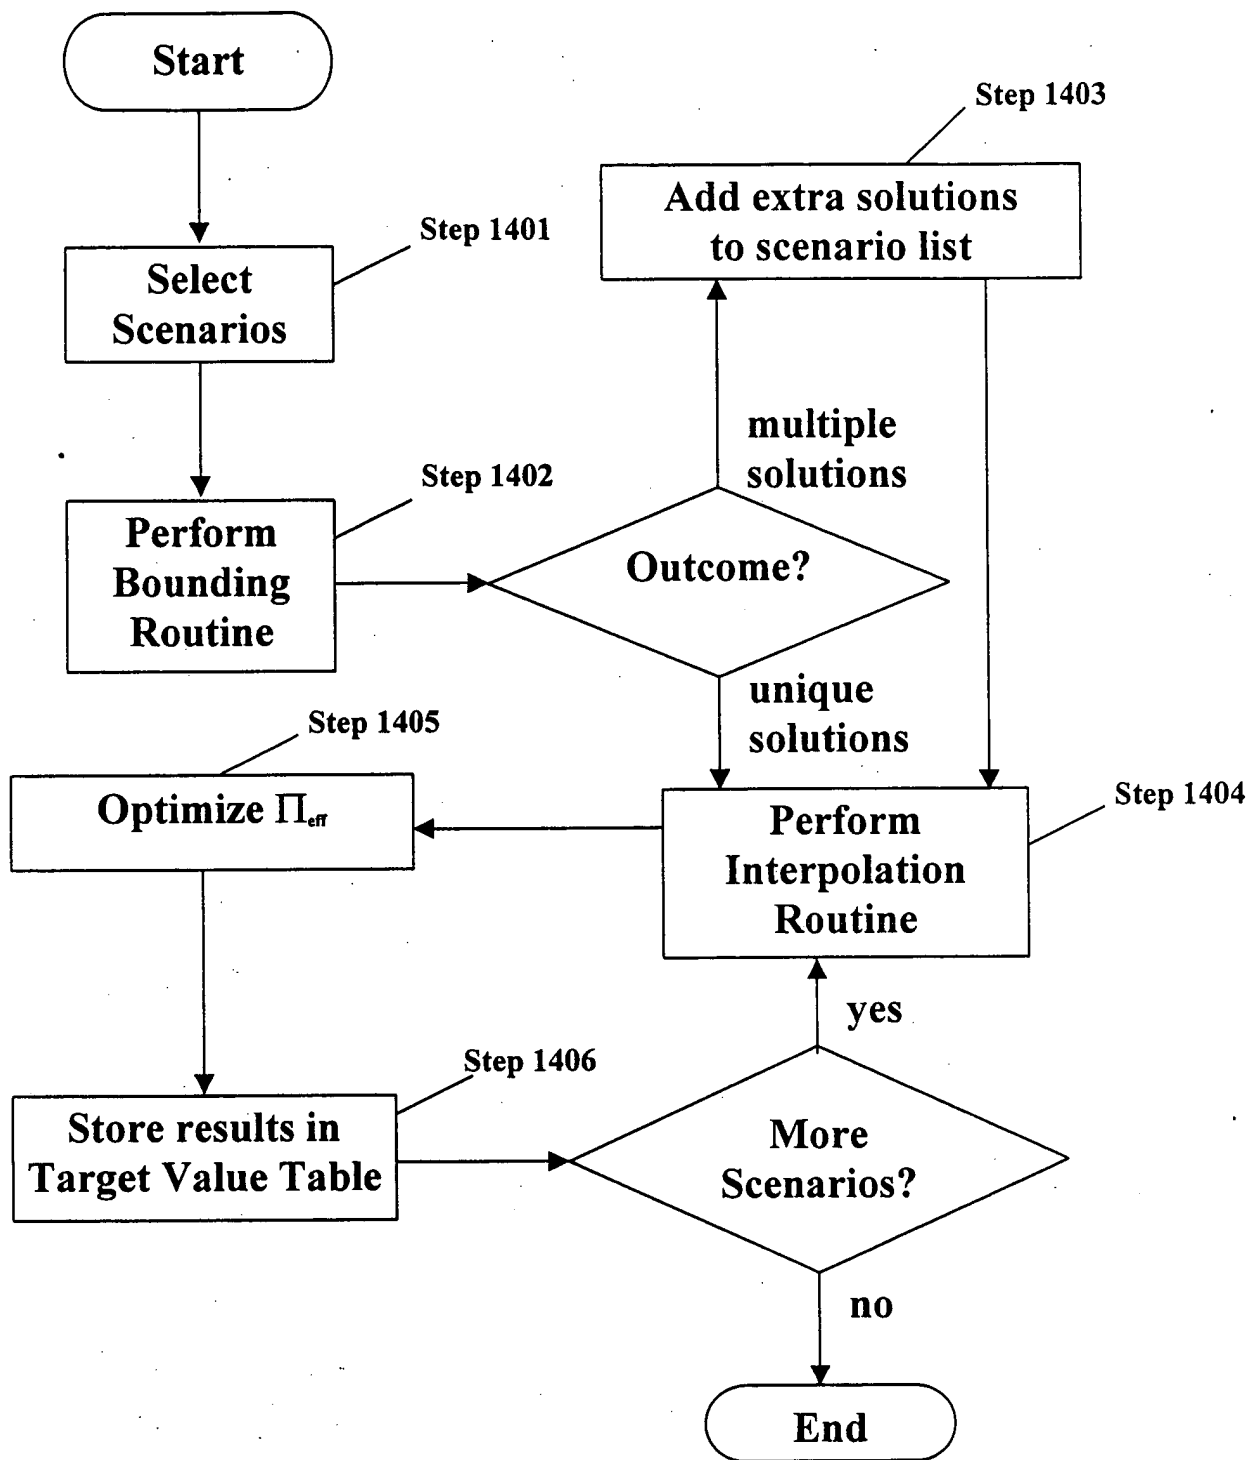 Start
Step 1403
Add extra solutions
to scenario list
Step 1401
Select
Scenarios
multiple
solutions
Step 1402
Perform
Bounding
Routine
Outcome?
unique
solutions
Step 1405
Optimize Π_eff
Step 1404
Perform
Interpolation
Routine
yes
Step 1406
Store results in
Target Value Table
More
Scenarios?
no
End